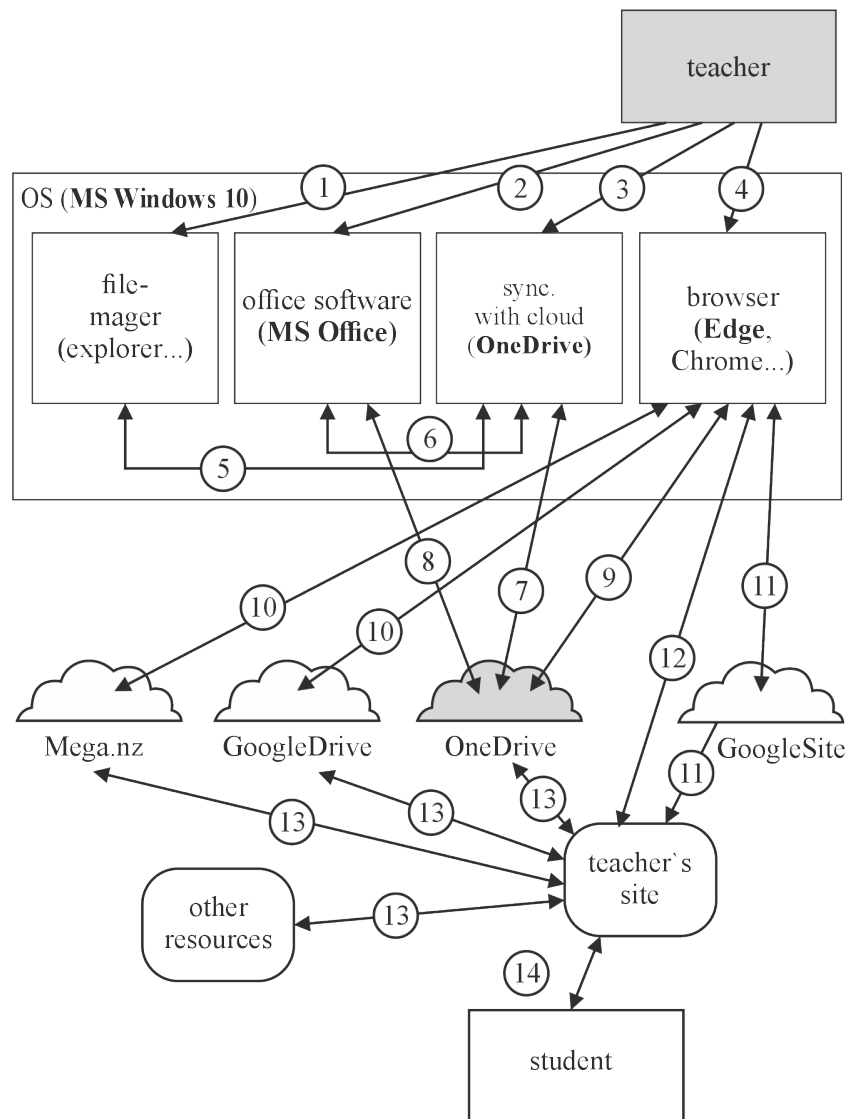 teacher
1
2
3
4
OS (MS Windows 10)
file-
mager
(explorer...)
office software
(MS Office)
sync.
with cloud
(OneDrive)
browser
(Edge,
Chrome...)
6
5
8
7
9
11
10
10
12
Mega.nz
GoogleDrive
OneDrive
GoogleSite
11
13
13
13
teacher`s
site
other
resources
13
14
student